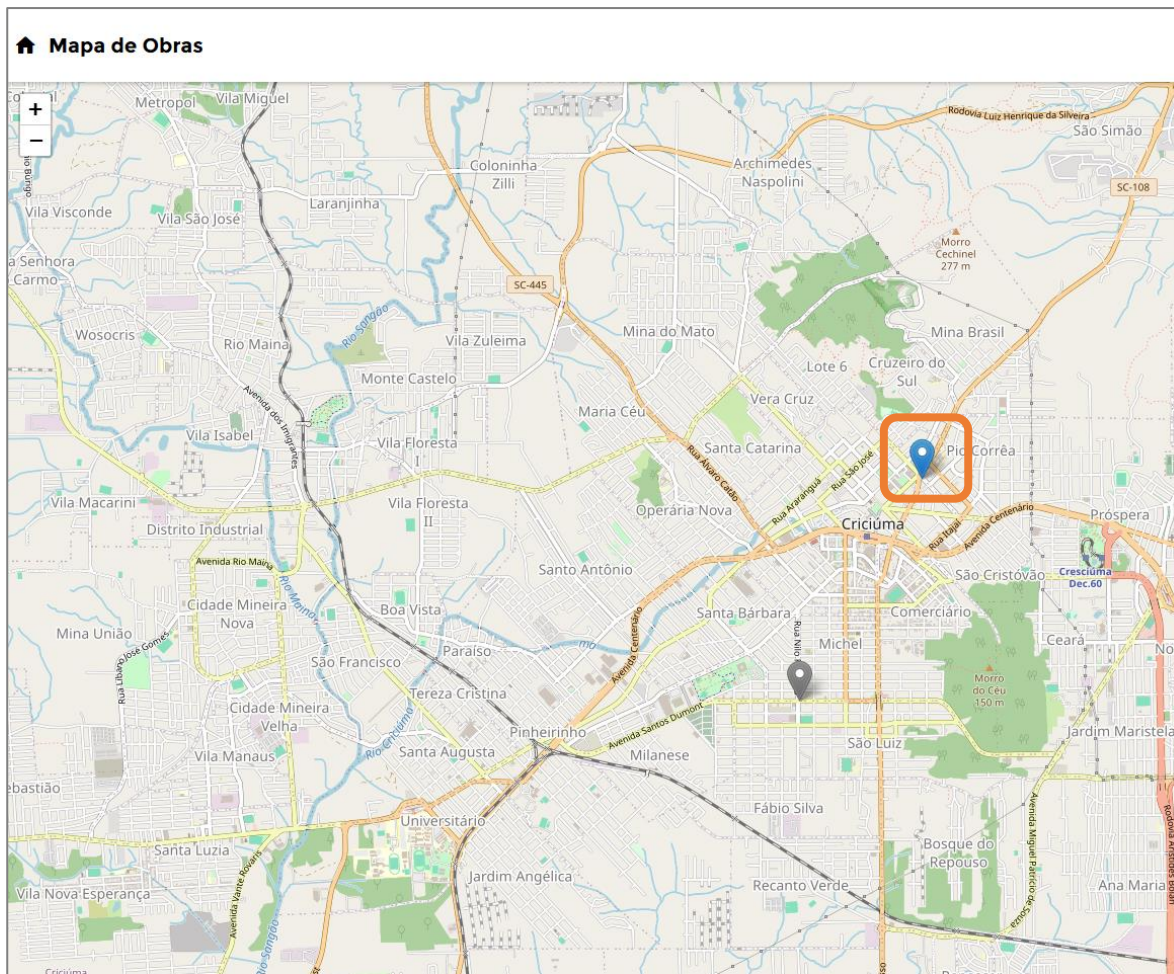 Mapa de Obras
+
−
Metropol
Vila Miguel
Rodovia Luiz Henrique da Silveira
São Simão
Coloninha
Zilli
Archimedes
Naspolini
SC-108
Laranjinha
Vila Visconde
Vila São José
Morro
Cechinel
277 m
a Senhora
Carmo
SC-445
Wosocris
Rio Maina
Rio Sangão
Vila Zuleima
Mina do Mato
Mina Brasil
Lote 6
Cruzeiro do
Sul
Monte Castelo
Avenida dos Imigrantes
Maria Céu
Vera Cruz
Vila Isabel
Vila Floresta
I
Santa Catarina
Rua São José
Pio Corrêa
Rua Álvaro Catão
Vila Macarini
Vila Floresta
II
Operária Nova
Rua Araranguá
Distrito Industrial
Criciúma
Rua Itajaí
Avenida Centenário
Próspera
Avenida Rio Maina
Santo Antônio
São Cristóvão
Cresciúma
Dec.60
Rio Maina
Cidade Mineira
Nova
Boa Vista
Santa Bárbara
Comerciário
Mina União
Rua Líbano José Gomes
São Francisco
Paraíso
Avenida Centenário
Michel
Ceará
Tereza Cristina
Morro
do Céu
150 m
Cidade Mineira
Velha
Rio Criciúma
Pinheirinho
Avenida Santos Dumont
São Luiz
Jardim Maristela
Vila Manaus
Santa Augusta
Milanese
ebastião
Universitário
Fábio Silva
Avenida Miguel Patrício de Souza
Santa Luzia
Avenida Vante Rovaris
Bosque do
Repouso
Jardim Angélica
Recanto Verde
Ana Maria
Vila Nova Esperança
Rio Sangão
Criciúma